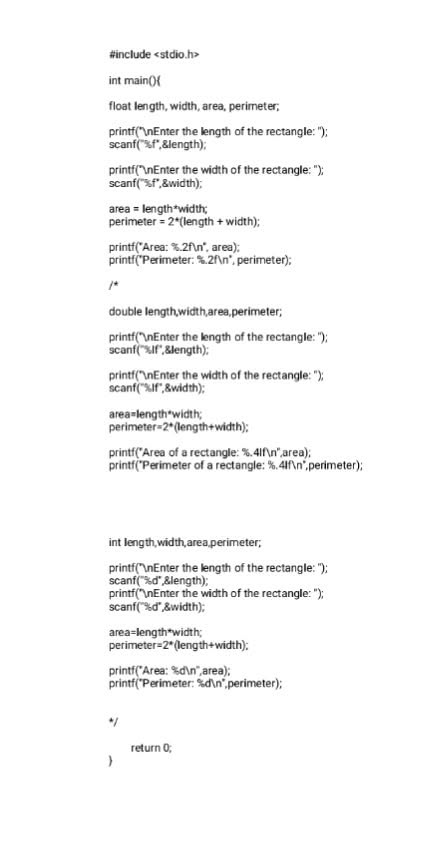 #include <stdio.h>
int main(){
float length, width, area, perimeter;
printf("\nEnter the length of the rectangle: ");
scanf("%f",&length);
printf("\nEnter the width of the rectangle: ");
scanf("%f",&width);
area = length*width;
perimeter = 2*(length + width);
printf("Area: %.2f\n", area);
printf("Perimeter: %.2f\n", perimeter);
/*
double length,width,area,perimeter;
printf("\nEnter the length of the rectangle: ");
scanf("%lf",&length);
printf("\nEnter the width of the rectangle: ");
scanf("%lf",&width);
area=length*width;
perimeter=2*(length+width);
printf("Area of a rectangle: %.4lf\n",area);
printf("Perimeter of a rectangle: %.4lf\n",perimeter);
int length,width,area,perimeter;
printf("\nEnter the length of the rectangle: ");
scanf("%d",&length);
printf("\nEnter the width of the rectangle: ");
scanf("%d",&width);
area=length*width;
perimeter=2*(length+width);
printf("Area: %d\n",area);
printf("Perimeter: %d\n",perimeter);
*/
return 0;
}